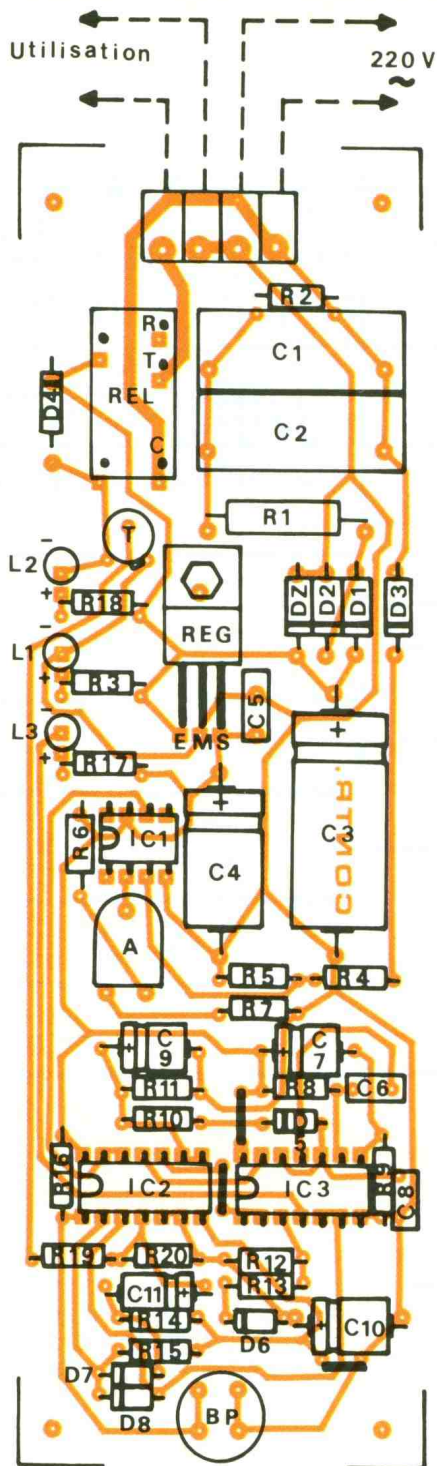 Utilisation
220 V
~
R2
R
T
C
REL
C1
C2
D4
R1
T
L2
-
+
R18
REG
DZ
D2
D1
D3
L1
-
+
R3
L3
-
+
R17
E M S
C5
+
+
R6
IC1
C4
C3
CONTR.
A
R5
R4
R7
+
C9
+
C7
R11
R8
C6
R10
D5
R16
IC2
IC3
R9
C8
R19
R20
R12
R13
C11
+
R14
D6
+
C10
R15
D7
D8
BP